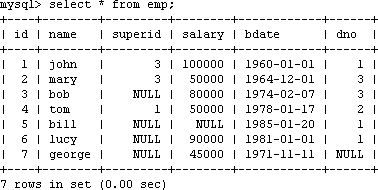 mysql> select * from emp;
+----+--------+---------+--------+------------+------+
| id | name   | superid | salary | bdate      | dno  |
+----+--------+---------+--------+------------+------+
|  1 | john   |       3 | 100000 | 1960-01-01 |    1 |
|  2 | mary   |       3 |  50000 | 1964-12-01 |    3 |
|  3 | bob    |    NULL |  80000 | 1974-02-07 |    3 |
|  4 | tom    |       1 |  50000 | 1978-01-17 |    2 |
|  5 | bill   |    NULL |   NULL | 1985-01-20 |    1 |
|  6 | lucy   |    NULL |  90000 | 1981-01-01 |    1 |
|  7 | george |    NULL |  45000 | 1971-11-11 | NULL |
+----+--------+---------+--------+------------+------+
7 rows in set (0.00 sec)